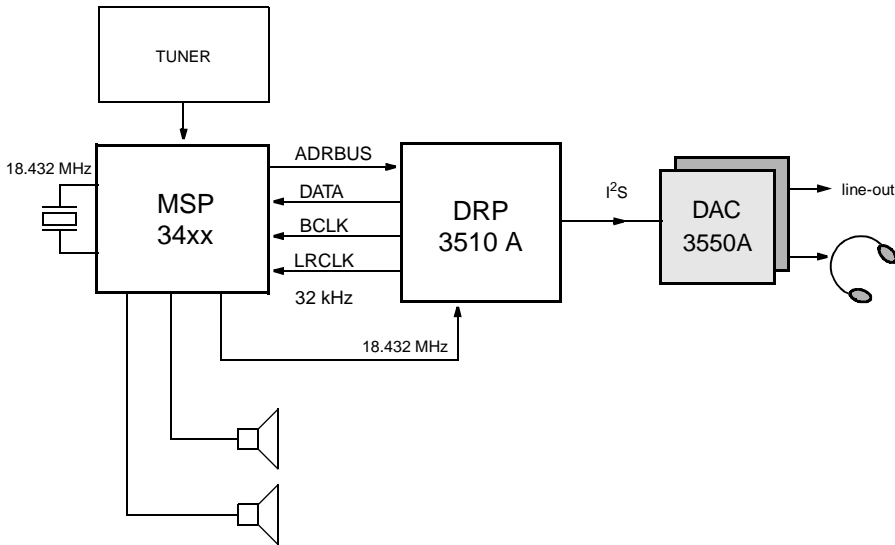 TUNER
18.432 MHz
MSP
34xx
ADRBUS
DATA
BCLK
LRCLK
32 kHz
18.432 MHz
DRP
3510 A
I²S
DAC
3550A
line-out